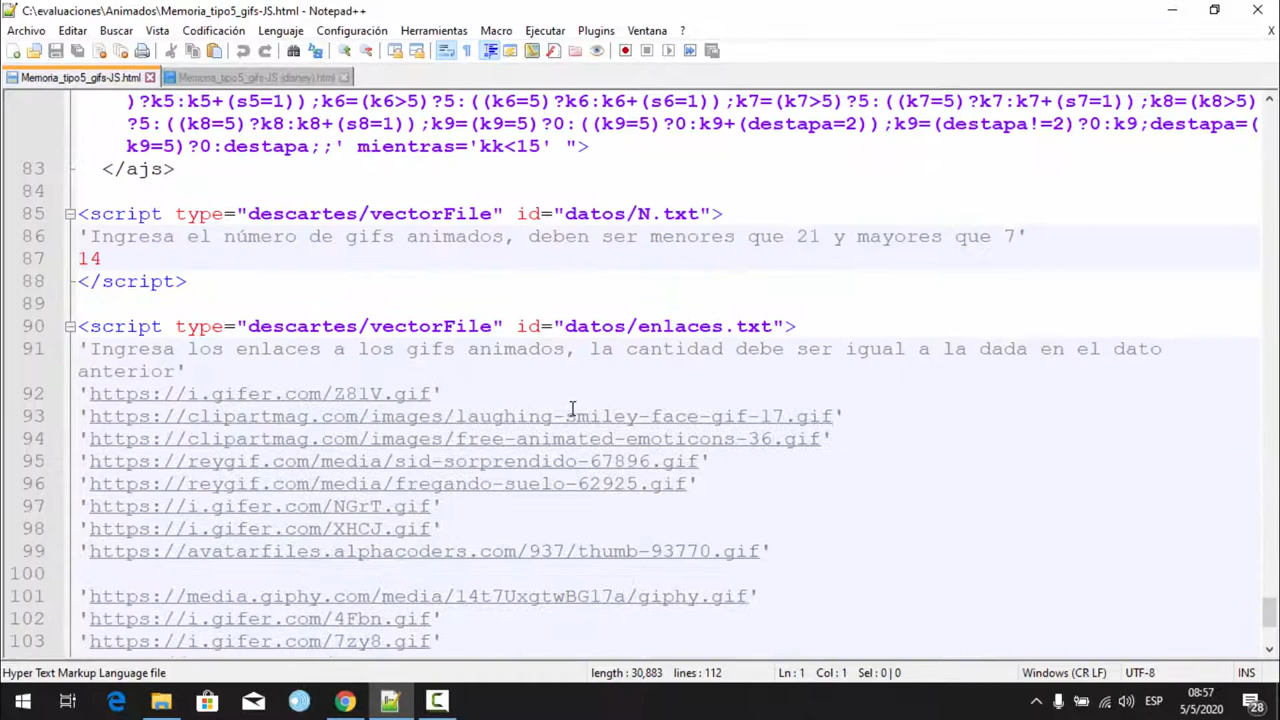 C:\evaluaciones\Animados\Memoria_tipo5_gifs-JS.html - Notepad++
Archivo Editar Buscar Vista Codificación Lenguaje Configuración Herramientas Macro Ejecutar Plugins Ventana ? X
Memoria_tipo5_gifs-JS.html Memoria_tipo5_gifs-JS (disney).html
)?k5:k5+(s5=1));k6=(k6>5)?5:((k6=5)?k6:k6+(s6=1));k7=(k7>5)?5:((k7=5)?k7:k7+(s7=1));k8=(k8>5)
?5:((k8=5)?k8:k8+(s8=1));k9=(k9=5)?0:((k9=5)?0:k9+(destapa=2));k9=(destapa!=2)?0:k9;destapa=(
k9=5)?0:destapa;;' mientras='kk<15' ">
83 </ajs>
84
85 <script type="descartes/vectorFile" id="datos/N.txt">
86 'Ingresa el número de gifs animados, deben ser menores que 21 y mayores que 7'
87 14
88 </script>
89
90 <script type="descartes/vectorFile" id="datos/enlaces.txt">
91 'Ingresa los enlaces a los gifs animados, la cantidad debe ser igual a la dada en el dato
anterior'
92 'https://i.gifer.com/Z81V.gif'
93 'https://clipartmag.com/images/laughing-smiley-face-gif-17.gif'
94 'https://clipartmag.com/images/free-animated-emoticons-36.gif'
95 'https://reygif.com/media/sid-sorprendido-67896.gif'
96 'https://reygif.com/media/fregando-suelo-62925.gif'
97 'https://i.gifer.com/NGrT.gif'
98 'https://i.gifer.com/XHCJ.gif'
99 'https://avatarfiles.alphacoders.com/937/thumb-93770.gif'
100
101 'https://media.giphy.com/media/14t7UxgtwBG17a/giphy.gif'
102 'https://i.gifer.com/4Fbn.gif'
103 'https://i.gifer.com/7zy8.gif'
Hyper Text Markup Language file length : 30,883 lines : 112 Ln : 1 Col : 1 Sel : 0 | 0 Windows (CR LF) UTF-8 INS
ESP 08:57
5/5/2020 28